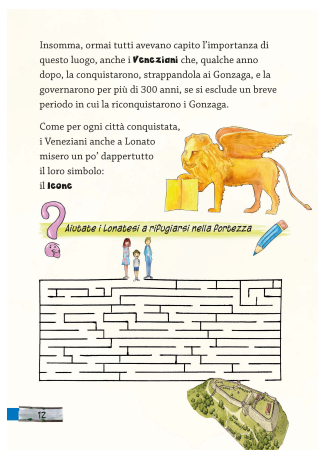 Insomma, ormai tutti avevano capito l'importanza di
questo luogo, anche i Veneziani che, qualche anno
dopo, la conquistarono, strappandola ai Gonzaga, e la
governarono per più di 300 anni, se si esclude un breve
periodo in cui la riconquistarono i Gonzaga.
Come per ogni città conquistata,
i Veneziani anche a Lonato
misero un po' dappertutto
il loro simbolo:
il leone
Aiutate i Lonatesi a rifugiarsi nella fortezza
12